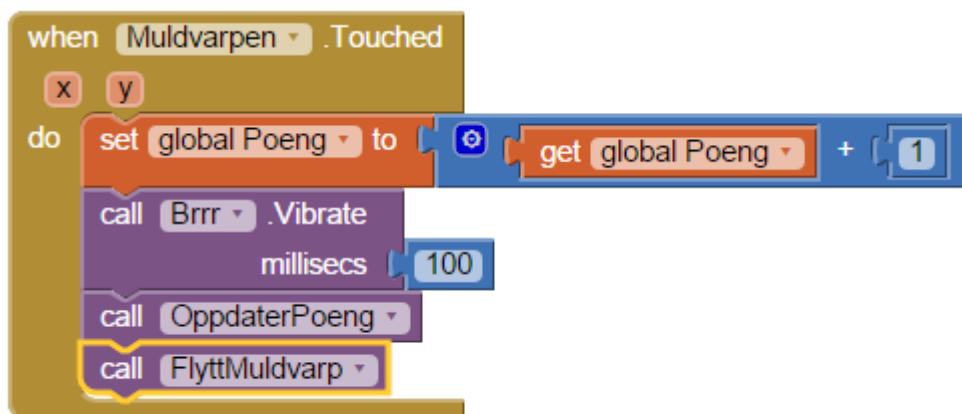 when Muldvarpen .Touched
x y
do set global Poeng to get global Poeng + 1
call Brrr .Vibrate
millisecs 100
call OppdaterPoeng
call FlyttMuldvarp